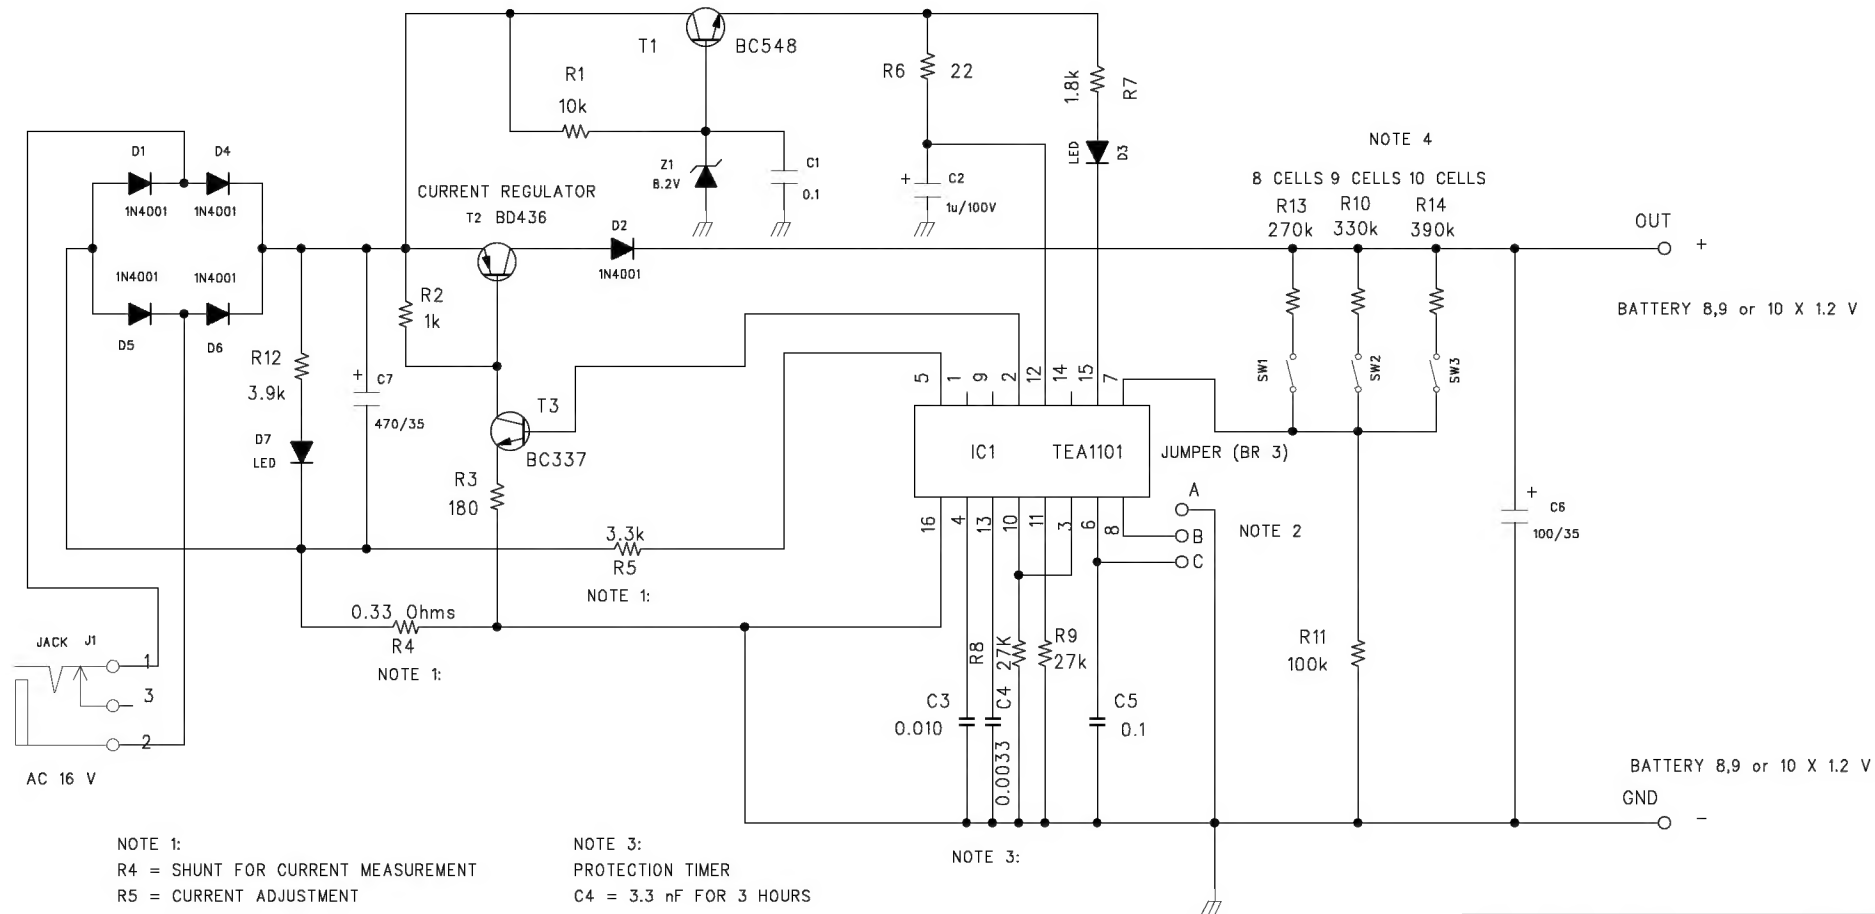 T1
BC548
R1
10k
R6
22
1.8k
R7
D1
D4
1N4001
1N4001
Z1
8.2V
C1
0.1
C2
+
1u/100V
LED
D3
NOTE 4
CURRENT REGULATOR
T2 BD436
D2
1N4001
8 CELLS 9 CELLS 10 CELLS
R13
R10
R14
270k
330k
390k
OUT
+
1N4001
1N4001
D5
D6
R2
1k
BATTERY 8,9 or 10 X 1.2 V
R12
3.9k
+
C7
470/35
SW1
SW2
SW3
5
1
9
2
12
14
15
7
T3
BC337
D7
LED
IC1
TEA1101
JUMPER (BR 3)
R3
180
A
B
C
NOTE 2
16
4
13
10
11
3
6
8
+
C6
100/35
3.3k
R5
NOTE 1:
0.33 Ohms
R4
NOTE 1:
JACK
J1
1
3
2
AC 16 V
R8
27K
R9
27k
R11
100k
C3
0.010
C4
0.0033
C5
0.1
BATTERY 8,9 or 10 X 1.2 V
GND
-
NOTE 1:
R4 = SHUNT FOR CURRENT MEASUREMENT
R5 = CURRENT ADJUSTMENT
NOTE 3:
PROTECTION TIMER
C4 = 3.3 nF FOR 3 HOURS
NOTE 3: